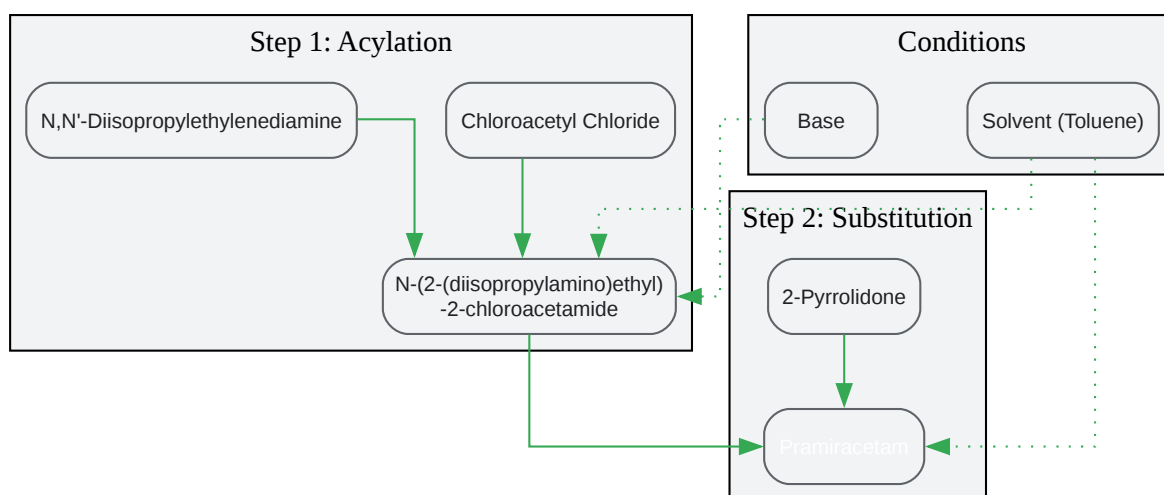 Step 1: Acylation
N,N'-Diisopropylethylenediamine
Chloroacetyl Chloride
N-(2-(diisopropylamino)ethyl)
-2-chloroacetamide
Conditions
Base
Solvent (Toluene)
Step 2: Substitution
2-Pyrrolidone
Pramiracetam